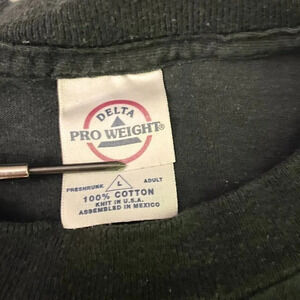 DELTA
PRO WEIGHT®
PRESHRUNK L ADULT
100% COTTON
KNIT IN U.S.A.
ASSEMBLED IN MEXICO